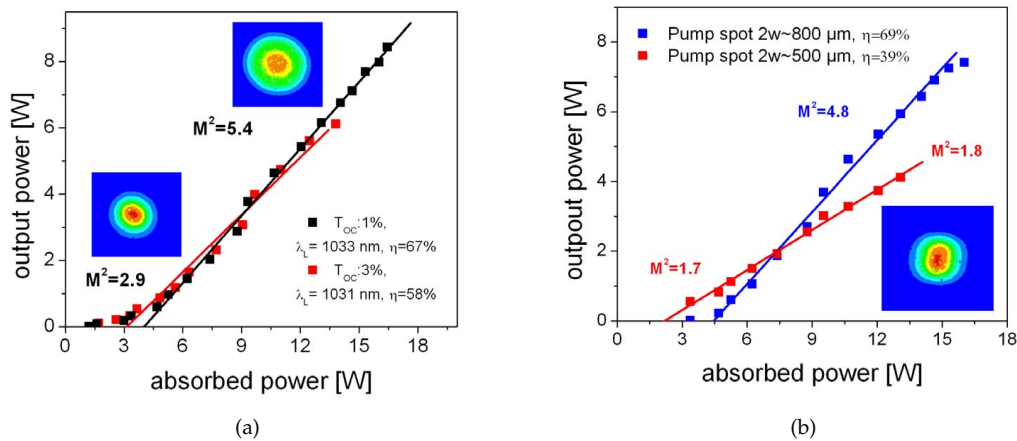 (a)
output power [W]
8
6
4
2
0
M²=5.4
M²=2.9
T_OC:1%,
λ_L= 1033 nm, η=67%
T_OC:3%,
λ_L= 1031 nm, η=58%
0 3 6 9 12 15 18
absorbed power [W]
(a)
(b)
outpout power [W]
8
6
4
2
0
Pump spot 2w~800 µm, η=69%
Pump spot 2w~500 µm, η=39%
M²=4.8
M²=1.8
M²=1.7
0 3 6 9 12 15 18
absorbed power [W]
(b)